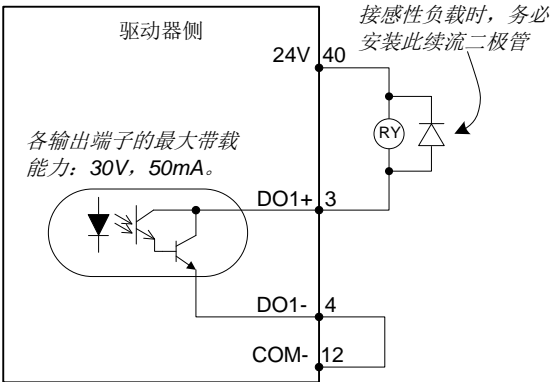 接感性负载时，务必
安装此续流二极管
驱动器侧
24V 40
RY
各输出端子的最大带载
能力：30V，50mA。
DO1+ 3
DO1- 4
COM- 12